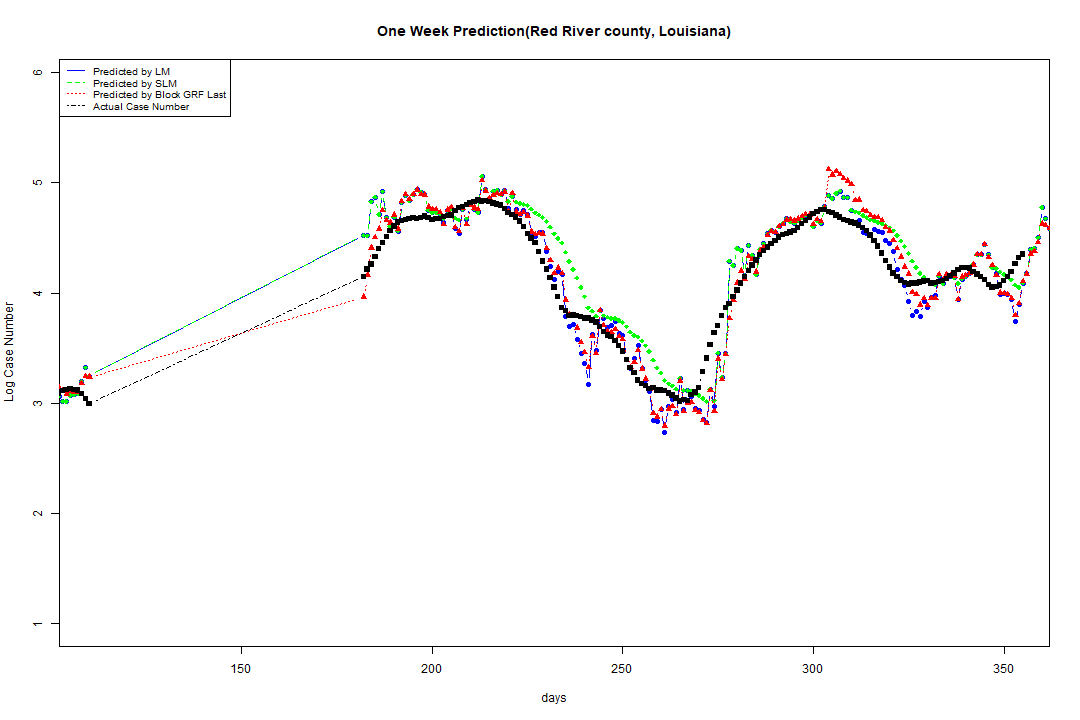 One Week Prediction(Red River county, Louisiana)
Predicted by LM
Predicted by SLM
Predicted by Block GRF Last
Actual Case Number
Log Case Number
6
5
4
3
2
1
150 200 250 300 350
days